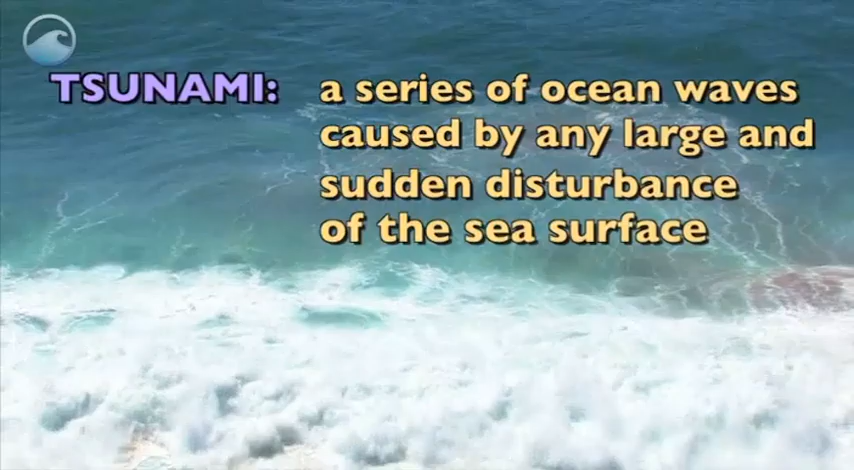 TSUNAMI: a series of ocean waves
caused by any large and
sudden disturbance
of the sea surface